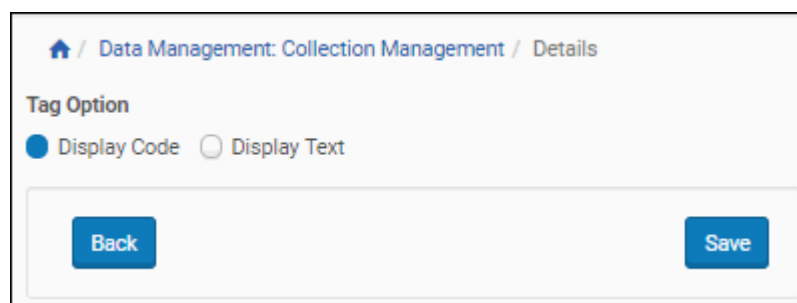 / Data Management: Collection Management / Details
Tag Option
Display Code Display Text
Back Save